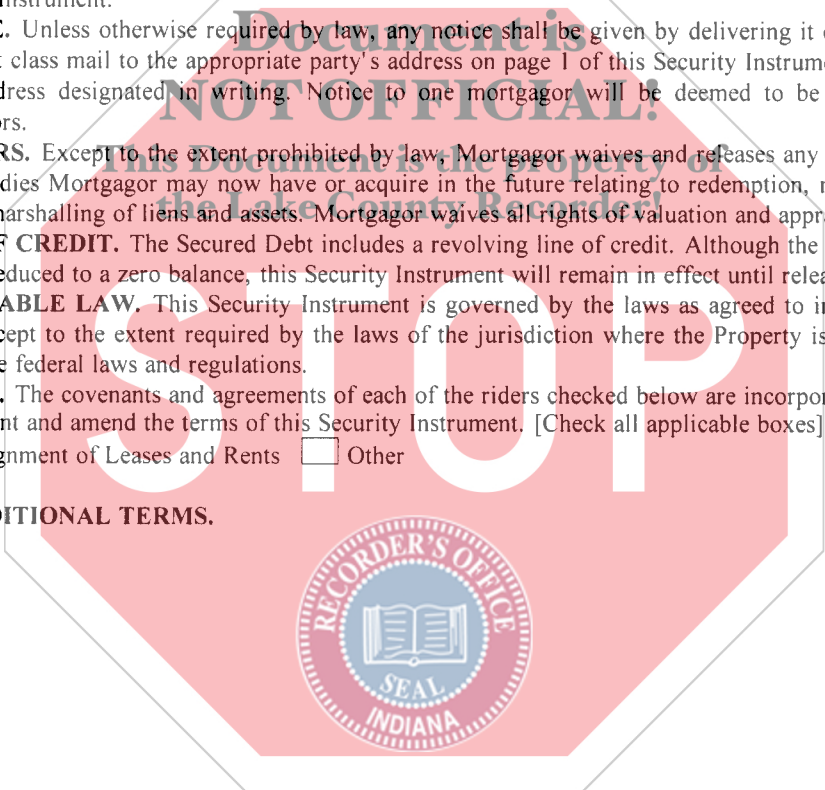 instrument.
Document is
. Unless otherwise required by law, any notice shall be given by delivering it
class mail to the appropriate party's address on page 1 of this Security Instrume
dress designated in writing. Notice to one mortgagor will be deemed to be
NOT OFFICIAL!
rs.
This Document is the property of
RS. Except to the extent prohibited by law, Mortgagor waives and releases any
dies Mortgagor may now have or acquire in the future relating to redemption,
the Lake County Recorder!
arshalling of liens and assets. Mortgagor waives all rights of valuation and appra
F CREDIT. The Secured Debt includes a revolving line of credit. Although the
educed to a zero balance, this Security Instrument will remain in effect until relea
ABLE LAW. This Security Instrument is governed by the laws as agreed to in
cept to the extent required by the laws of the jurisdiction where the Property is
e federal laws and regulations.
. The covenants and agreements of each of the riders checked below are incorpor
nt and amend the terms of this Security Instrument. [Check all applicable boxes]
gnment of Leases and Rents Other
STOP
ITIONAL TERMS.
RECORDER'S OFFICE
SEAL
INDIANA